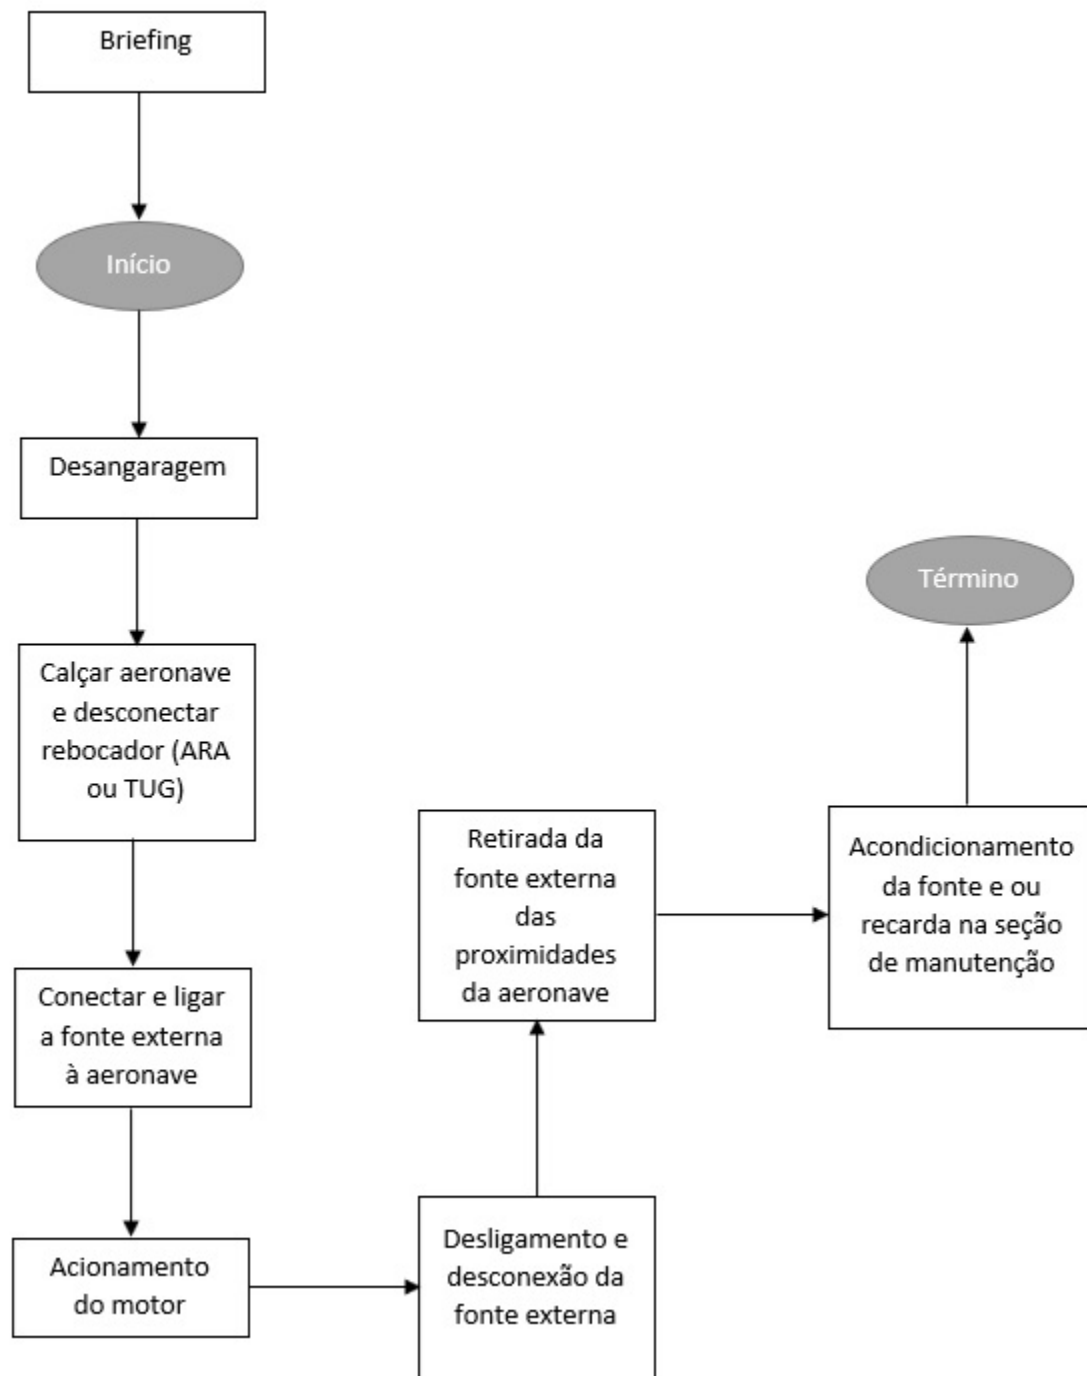 Briefing
Início
Desangaragem
Calçar aeronave
e desconectar
rebocador (ARA
ou TUG)
Conectar e ligar
a fonte externa
à aeronave
Acionamento
do motor
Desligamento e
desconexão da
fonte externa
Retirada da
fonte externa
das
proximidades
da aeronave
Acondicionamento
da fonte e ou
recarda na seção
de manutenção
Término